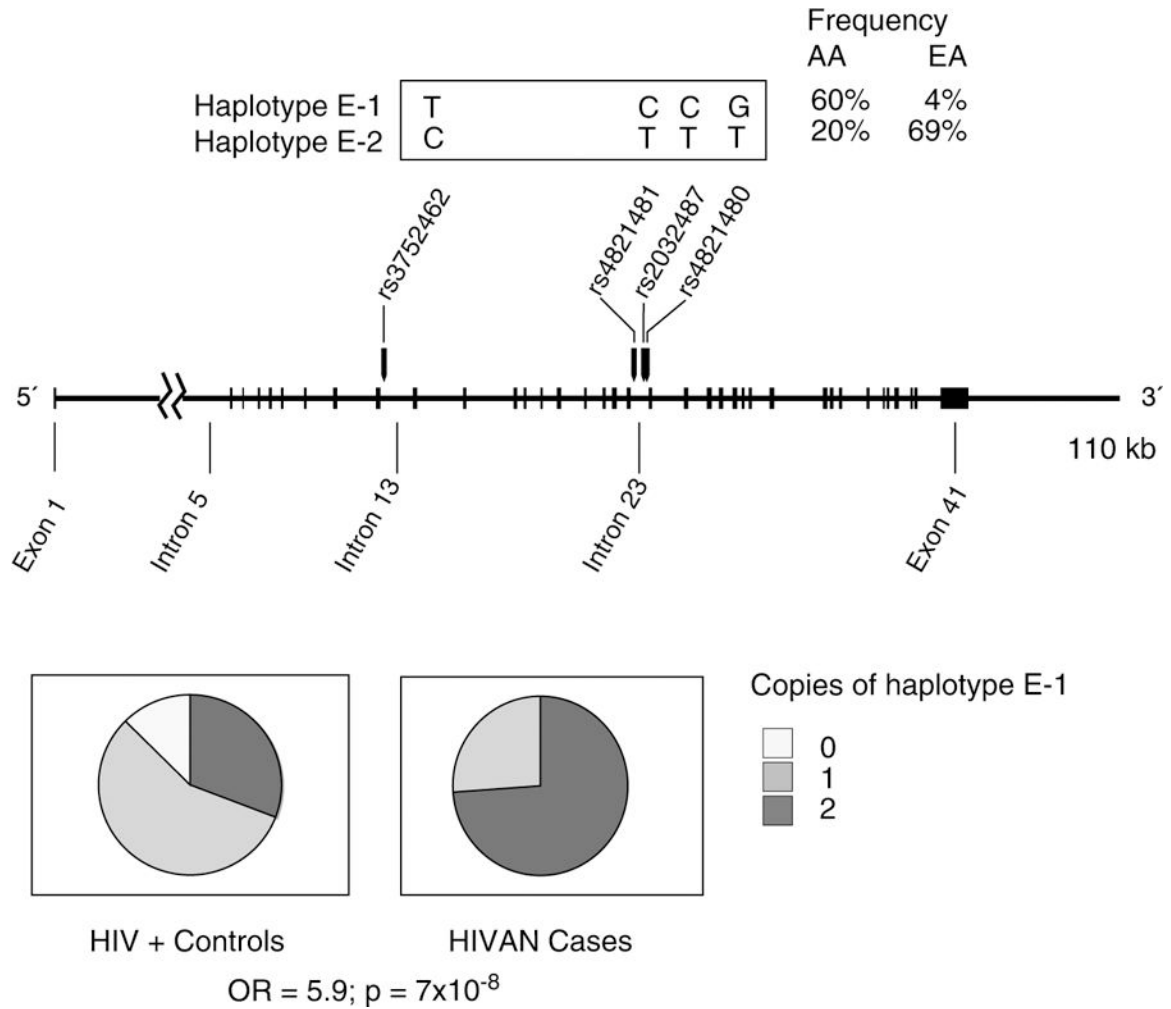 Frequency
AA EA
Haplotype E-1 T C C G 60% 4%
Haplotype E-2 C T T T 20% 69%
rs3752462
rs4821481
rs2032487
rs4821480
5´ 3´
110 kb
Exon 1
Intron 5
Intron 13
Intron 23
Exon 41
Copies of haplotype E-1
0
1
2
HIV + Controls HIVAN Cases
OR = 5.9; p = 7x10⁻⁸